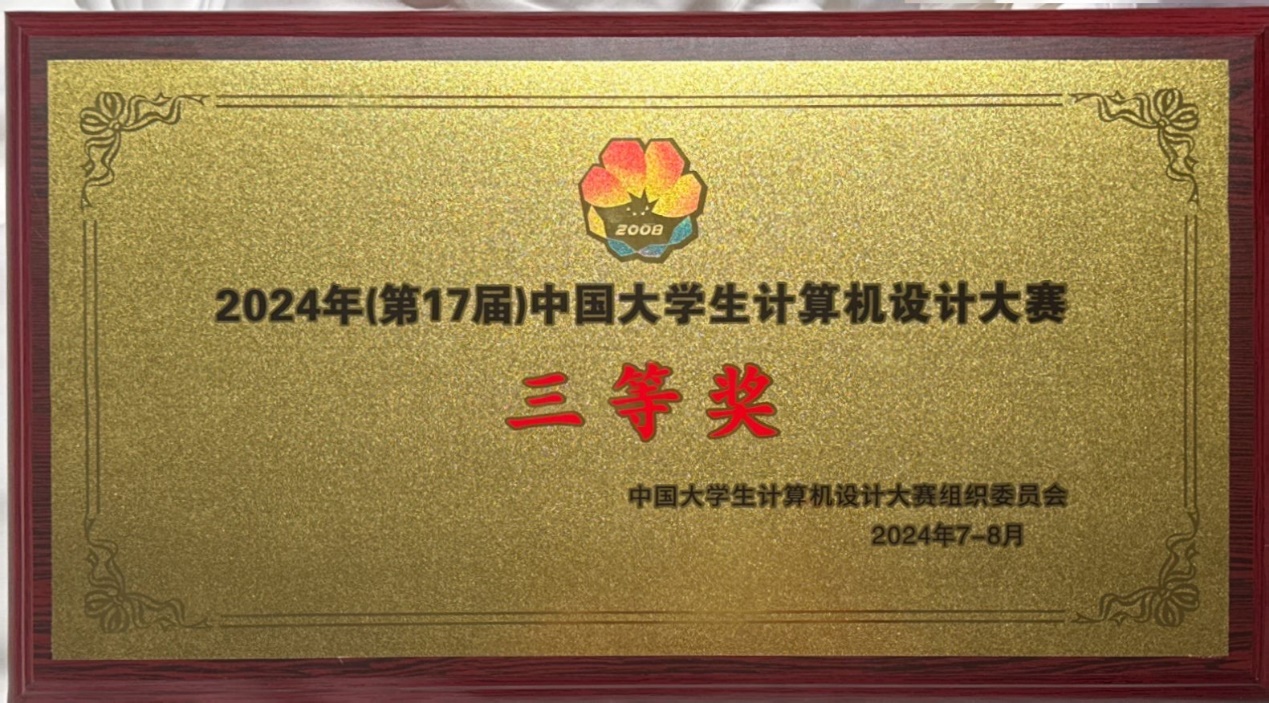 2008
2024年(第17届)中国大学生计算机设计大赛
三等奖
中国大学生计算机设计大赛组织委员会
2024年7-8月